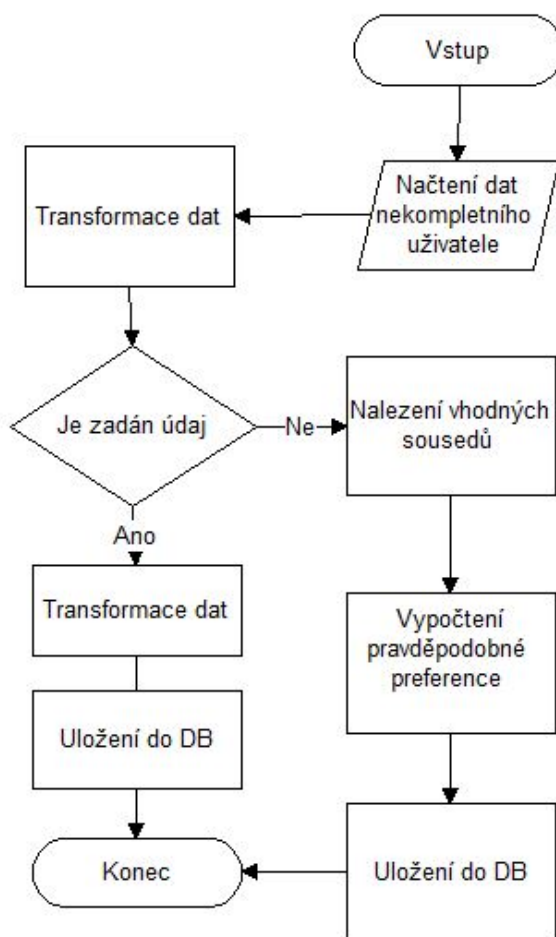 Vstup
Načtení dat
nekompletního
uživatele
Transformace dat
Je zadán údaj
Ne
Nalezení vhodných
sousedů
Ano
Transformace dat
Vypočtení
pravděpodobné
preference
Uložení do DB
Uložení do DB
Konec